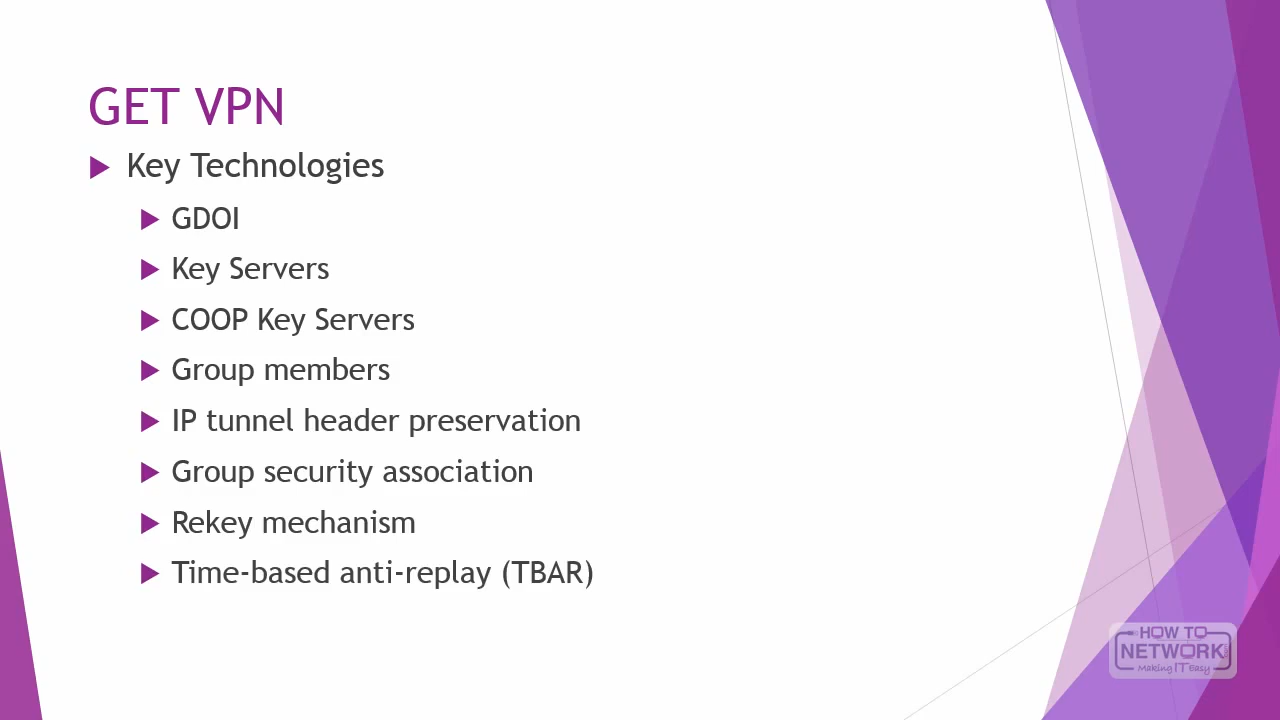 GET VPN
Key Technologies
GDOI
Key Servers
COOP Key Servers
Group members
IP tunnel header preservation
Group security association
Rekey mechanism
Time-based anti-replay (TBAR)
HOW TO
NETWORK
Making IT Easy